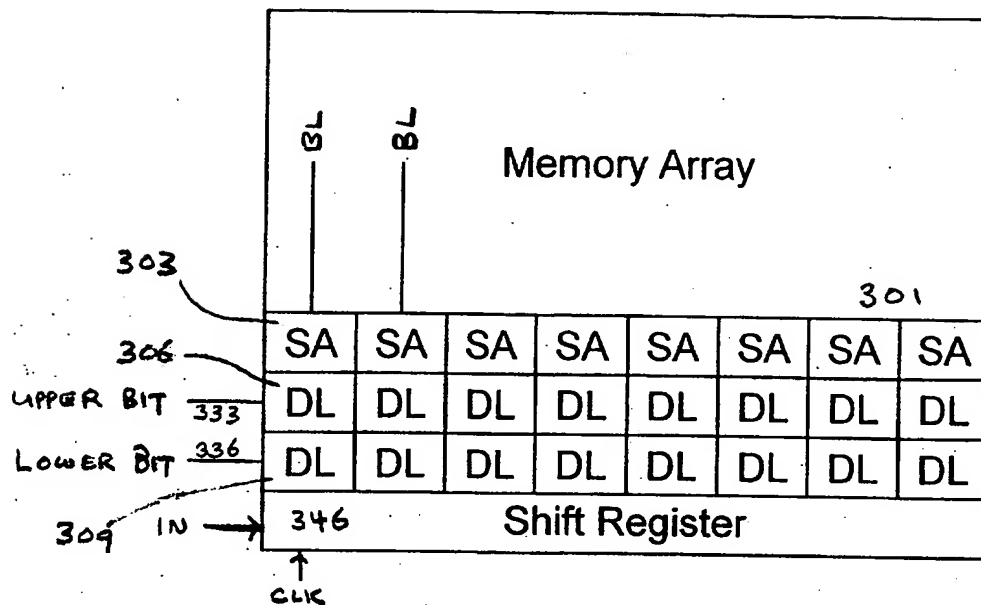 BL BL
Memory Array
303
301
SA SA SA SA SA SA SA SA
306
UPPER BIT 333 DL DL DL DL DL DL DL DL
LOWER BIT 336 DL DL DL DL DL DL DL DL
309 IN 346 Shift Register
CLK